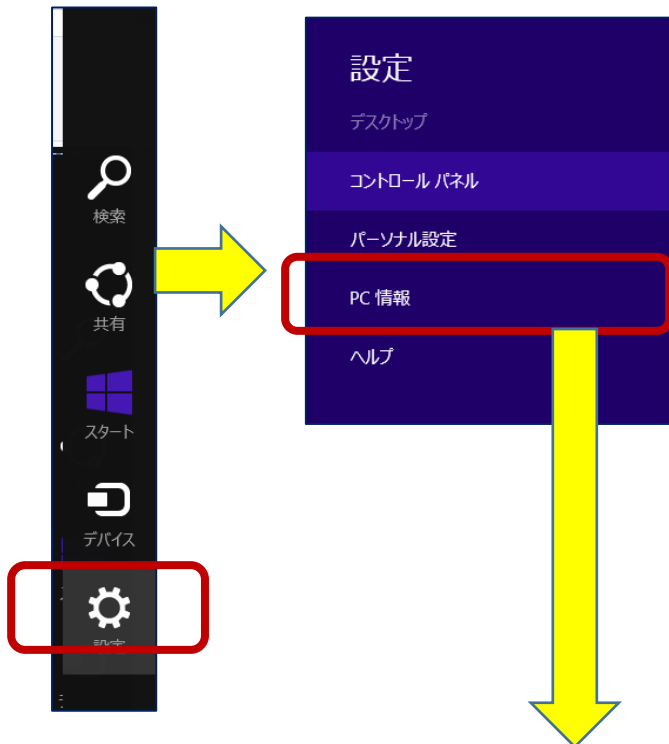 検索
共有
スタート
デバイス
設定
設定
デスクトップ
コントロール パネル
パーソナル設定
PC 情報
ヘルプ